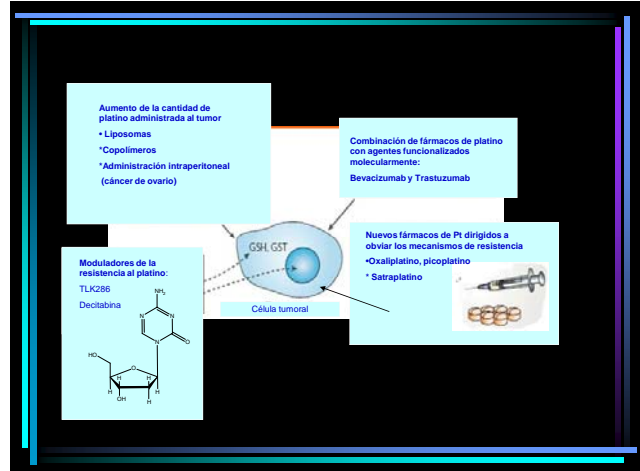 Aumento de la cantidad de
platino administrada al tumor
• Liposomas
*Copolímeros
*Administración intraperitoneal
(cáncer de ovario)
Combinación de fármacos de platino
con agentes funcionalizados
molecularmente:
Bevacizumab y Trastuzumab
Nuevos fármacos de Pt dirigidos a
obviar los mecanismos de resistencia
•Oxaliplatino, picoplatino
* Satraplatino
GSH, GST
Célula tumoral
Moduladores de la
resistencia al platino:
TLK286
Decitabina
NH2
N
N
N
O
HO
O
H
H
H
H
OH
H